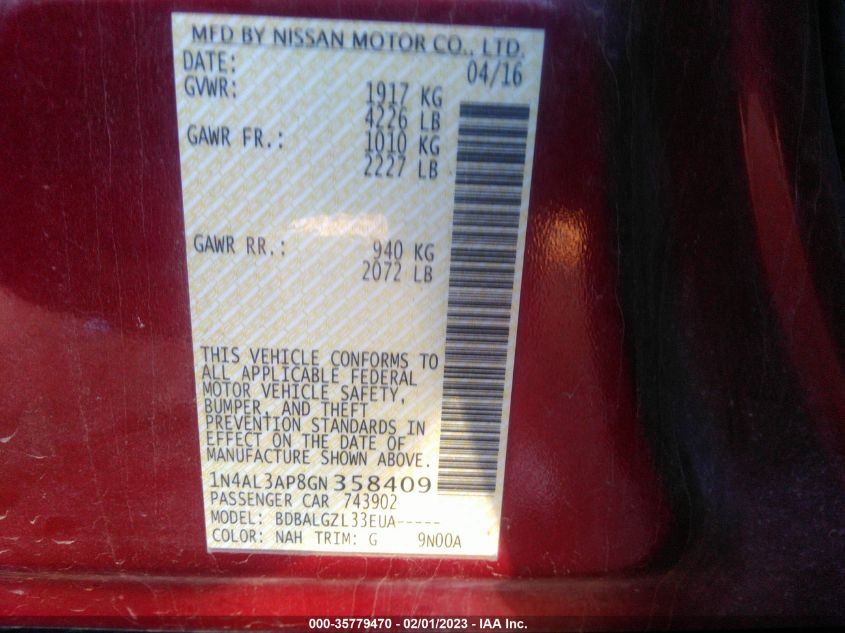 MFD BY NISSAN MOTOR CO., LTD.
DATE: 04/16
GVWR: 1917 KG
4226 LB
GAWR FR.: 1010 KG
2227 LB
GAWR RR.: 940 KG
2072 LB
THIS VEHICLE CONFORMS TO
ALL APPLICABLE FEDERAL
MOTOR VEHICLE SAFETY,
BUMPER, AND THEFT
PREVENTION STANDARDS IN
EFFECT ON THE DATE OF
MANUFACTURE SHOWN ABOVE.
1N4AL3AP8GN 358409
PASSENGER CAR 743902
MODEL: BDBALGZL33EUA-----
COLOR: NAH TRIM: G 9N00A
000-35779470 - 02/01/2023 - IAA Inc.